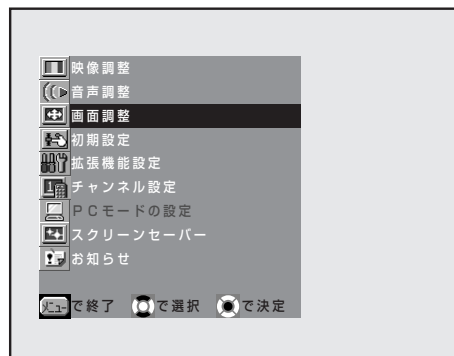 映像調整
音声調整
画面調整
初期設定
拡張機能設定
チャンネル設定
PCモードの設定
スクリーンセーバー
お知らせ
メニューで終了 で選択 で決定